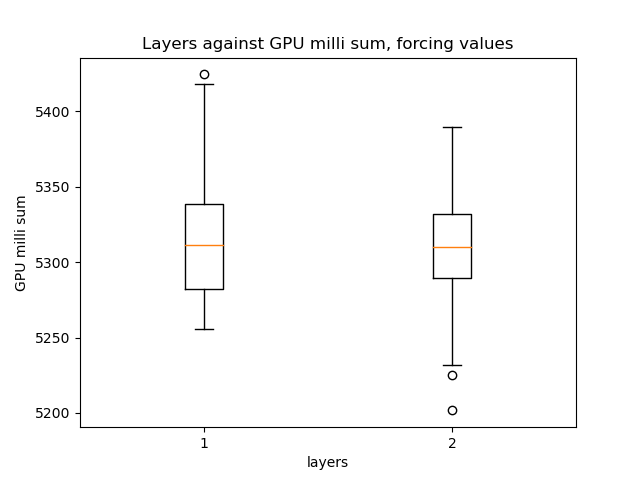 Layers against GPU milli sum, forcing values
GPU milli sum
5400
5350
5300
5250
5200
1
2
layers